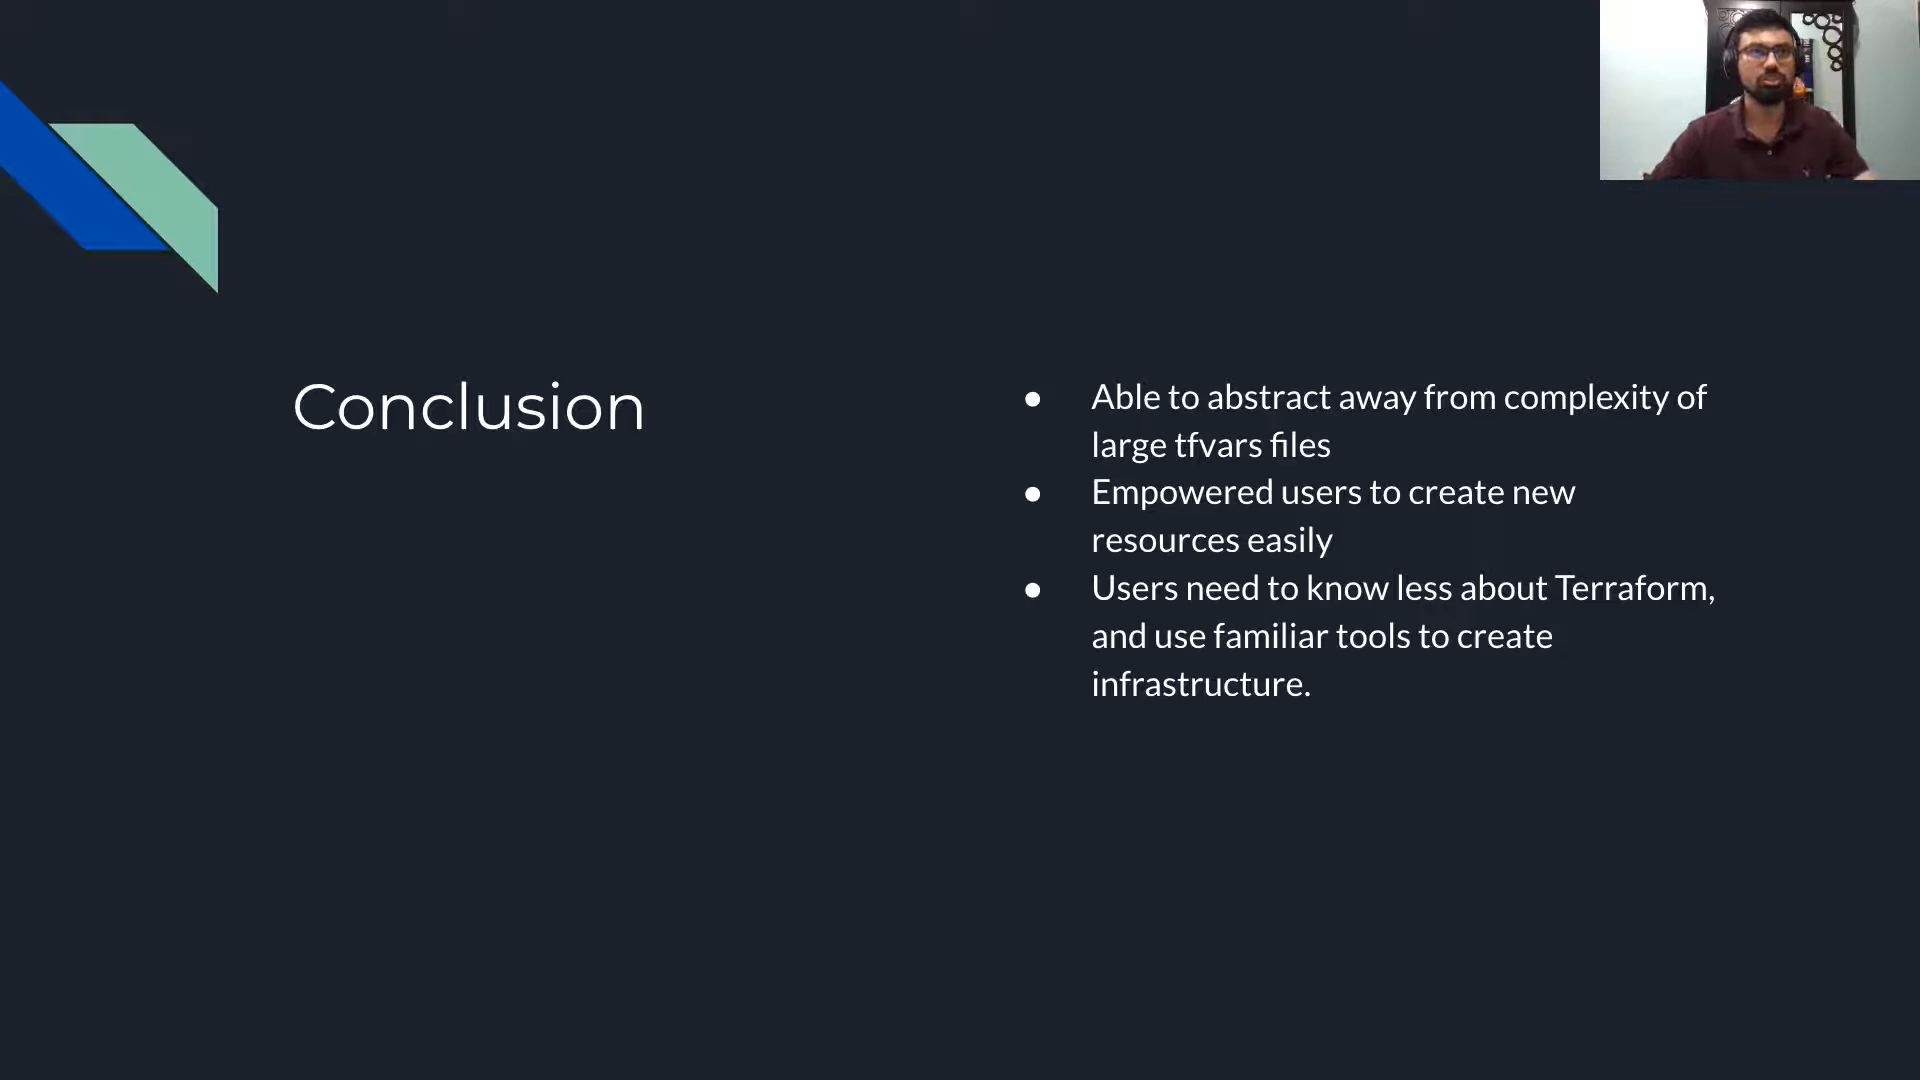 Conclusion
● Able to abstract away from complexity of
large tfvars files
● Empowered users to create new
resources easily
● Users need to know less about Terraform,
and use familiar tools to create
infrastructure.